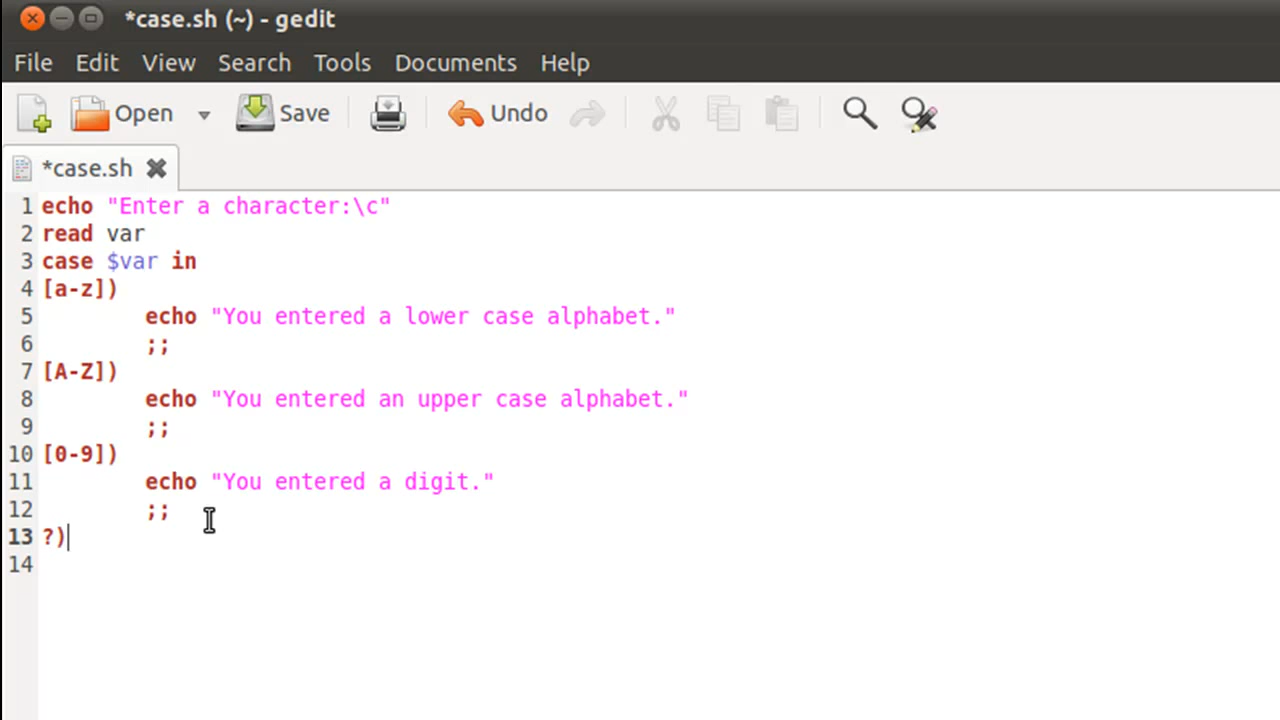 *case.sh (~) - gedit
File Edit View Search Tools Documents Help
Open Save Undo
*case.sh
1 echo "Enter a character:\c"
2 read var
3 case $var in
4 [a-z])
5 echo "You entered a lower case alphabet."
6 ;;
7 [A-Z])
8 echo "You entered an upper case alphabet."
9 ;;
10 [0-9])
11 echo "You entered a digit."
12 ;;
13 ?)
14